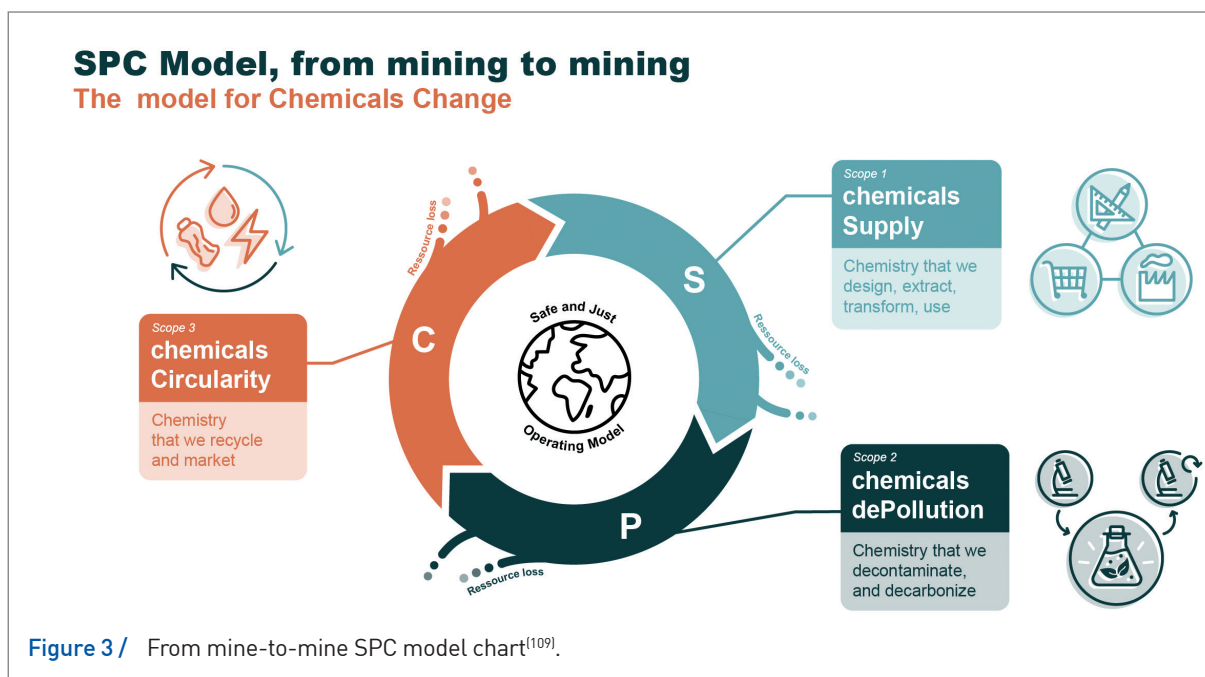 SPC Model, from mining to mining
The model for Chemicals Change
Scope 1
chemicals
Supply
Chemistry that we
design, extract,
transform, use
Scope 3
chemicals
Circularity
Chemistry
that we recycle
and market
Ressource loss
S
C
P
Safe and Just
Operating Model
Ressource loss
Ressource loss
Scope 2
chemicals
dePollution
Chemistry that we
decontaminate,
and decarbonize
Figure 3 / From mine-to-mine SPC model chart(109).